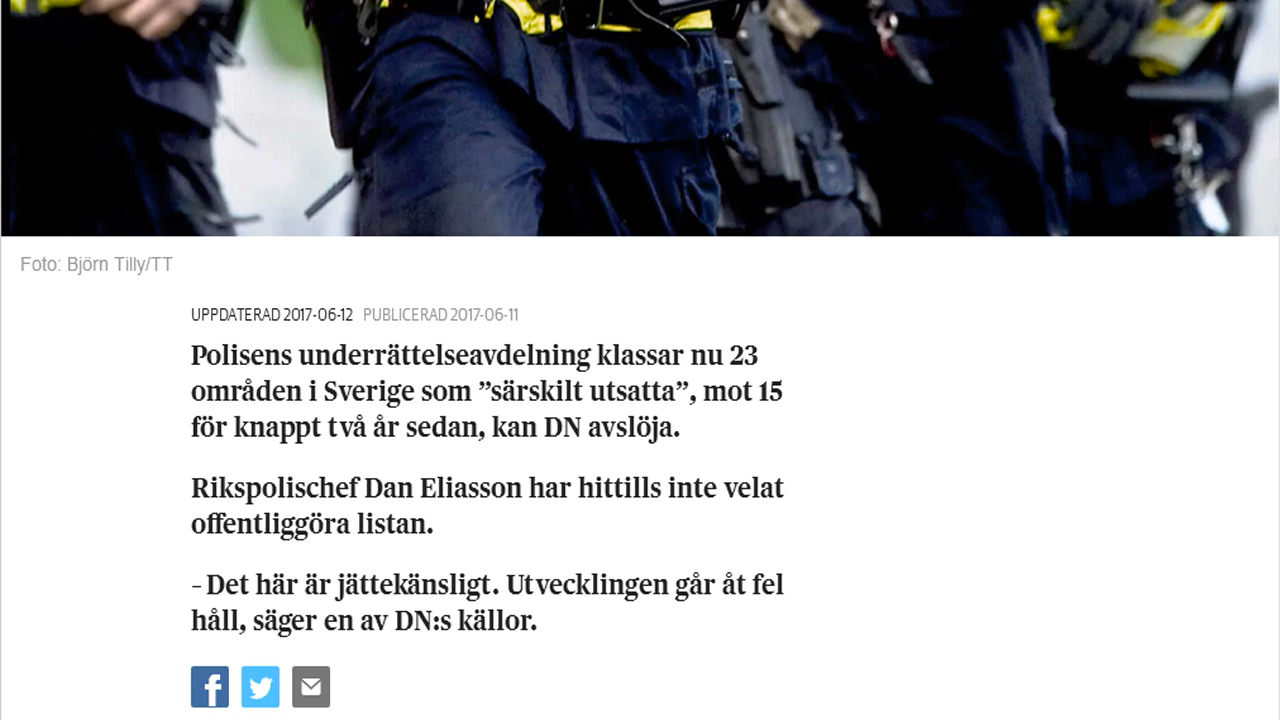 Foto: Björn Tilly/TT
UPPDATERAD 2017-06-12 PUBLICERAD 2017-06-11
Polisens underrättelseavdelning klassar nu 23
områden i Sverige som ”särskilt utsatta”, mot 15
för knappt två år sedan, kan DN avslöja.
Rikspolischef Dan Eliasson har hittills inte velat
offentliggöra listan.
– Det här är jättekänsligt. Utvecklingen går åt fel
håll, säger en av DN:s källor.